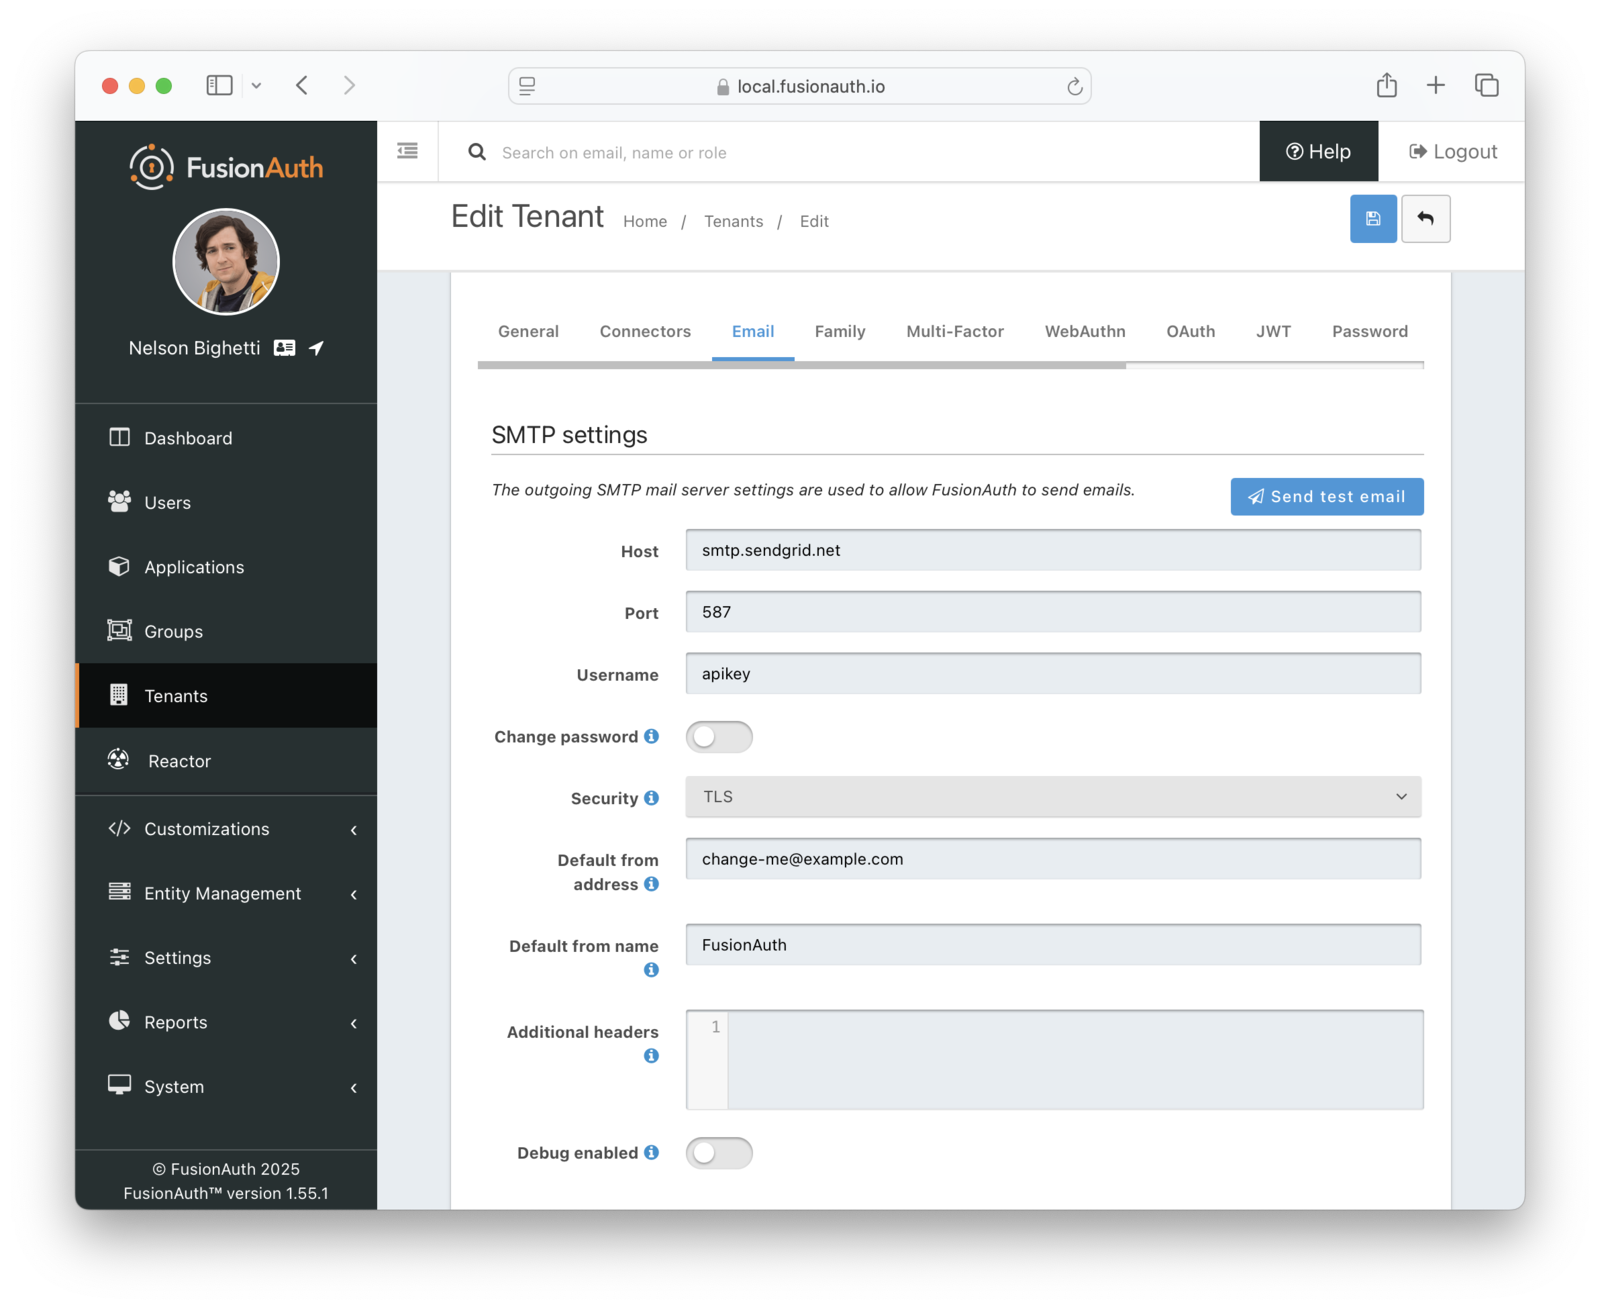 local.fusionauth.io
FusionAuth
Search on email, name or role
Help
Logout
Edit Tenant
Home / Tenants / Edit
Nelson Bighetti
Dashboard
Users
Applications
Groups
Tenants
Reactor
Customizations
Entity Management
Settings
Reports
System
© FusionAuth 2025
FusionAuth™ version 1.55.1
General Connectors Email Family Multi-Factor WebAuthn OAuth JWT Password
SMTP settings
The outgoing SMTP mail server settings are used to allow FusionAuth to send emails.
Send test email
Host
smtp.sendgrid.net
Port
587
Username
apikey
Change password
Security
TLS
Default from
address
change-me@example.com
Default from name
FusionAuth
Additional headers
1
Debug enabled